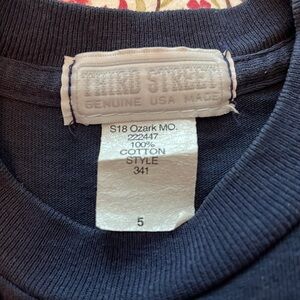 THIRD STREET
GENUINE USA MADE
S18 Ozark MO.
222447
100%
COTTON
STYLE
341
5